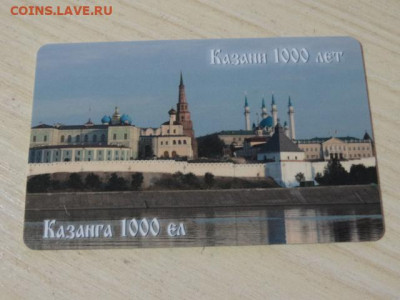 COINS.LAVE.RU
Казани 1000 лет
Казанга 1000 ел